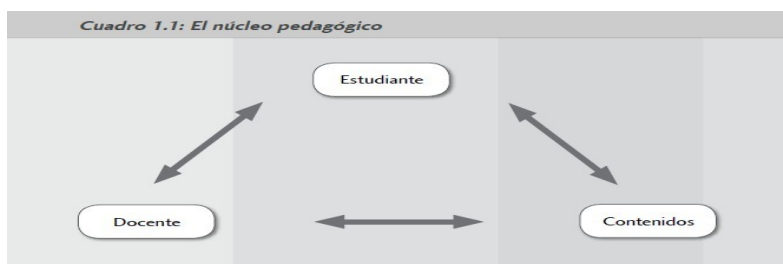 Cuadro 1.1: El núcleo pedagógico
Estudiante
Docente
Contenidos